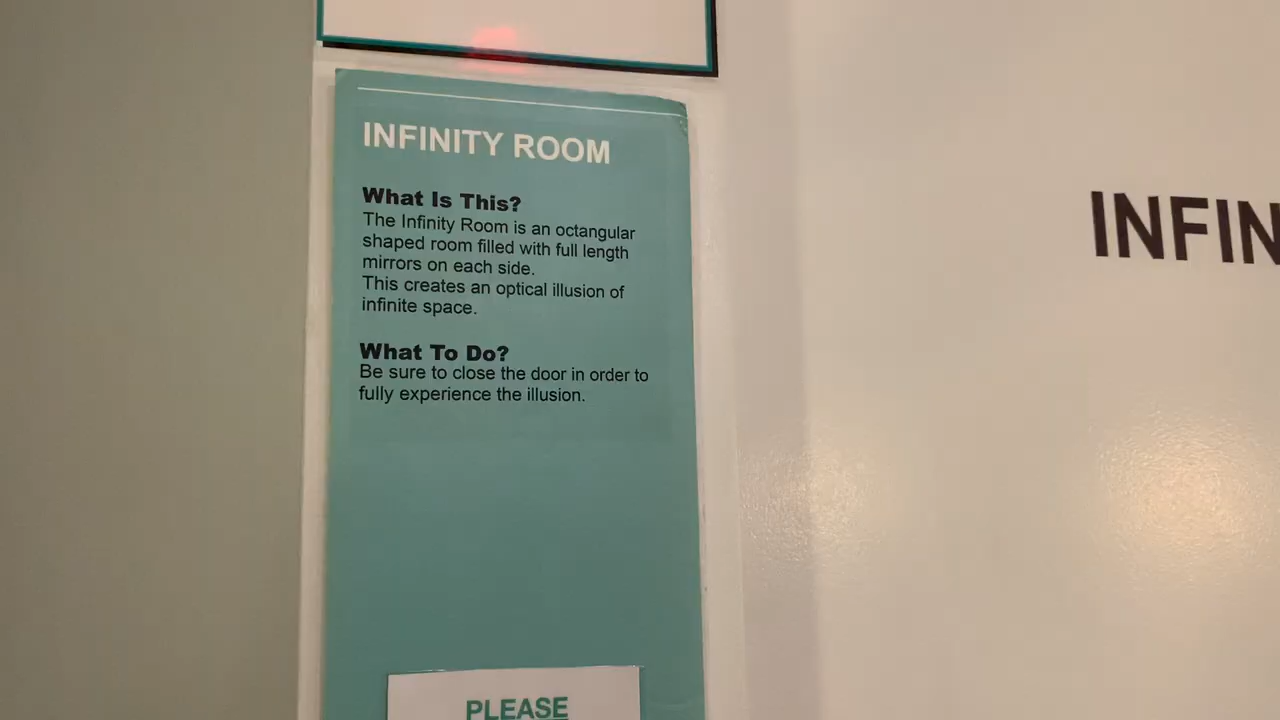 INFINITY ROOM
What Is This?
The Infinity Room is an octangular
shaped room filled with full length
mirrors on each side.
This creates an optical illusion of
infinite space.
What To Do?
Be sure to close the door in order to
fully experience the illusion.
PLEASE
INFIN